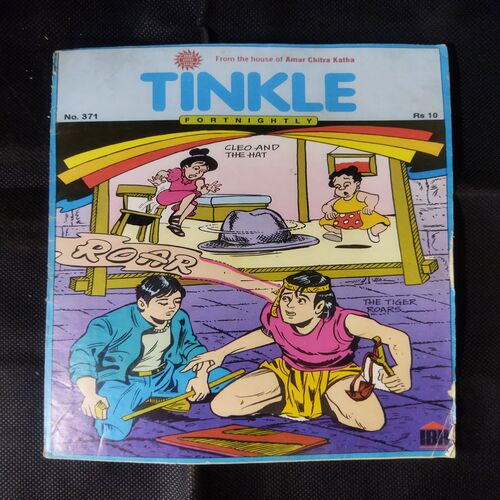 From the house of Amar Chitra Katha
TINKLE
No. 371
FORTNIGHTLY
Rs 10
CLEO AND
THE HAT
ROAR
THE TIGER
ROARS
IBH